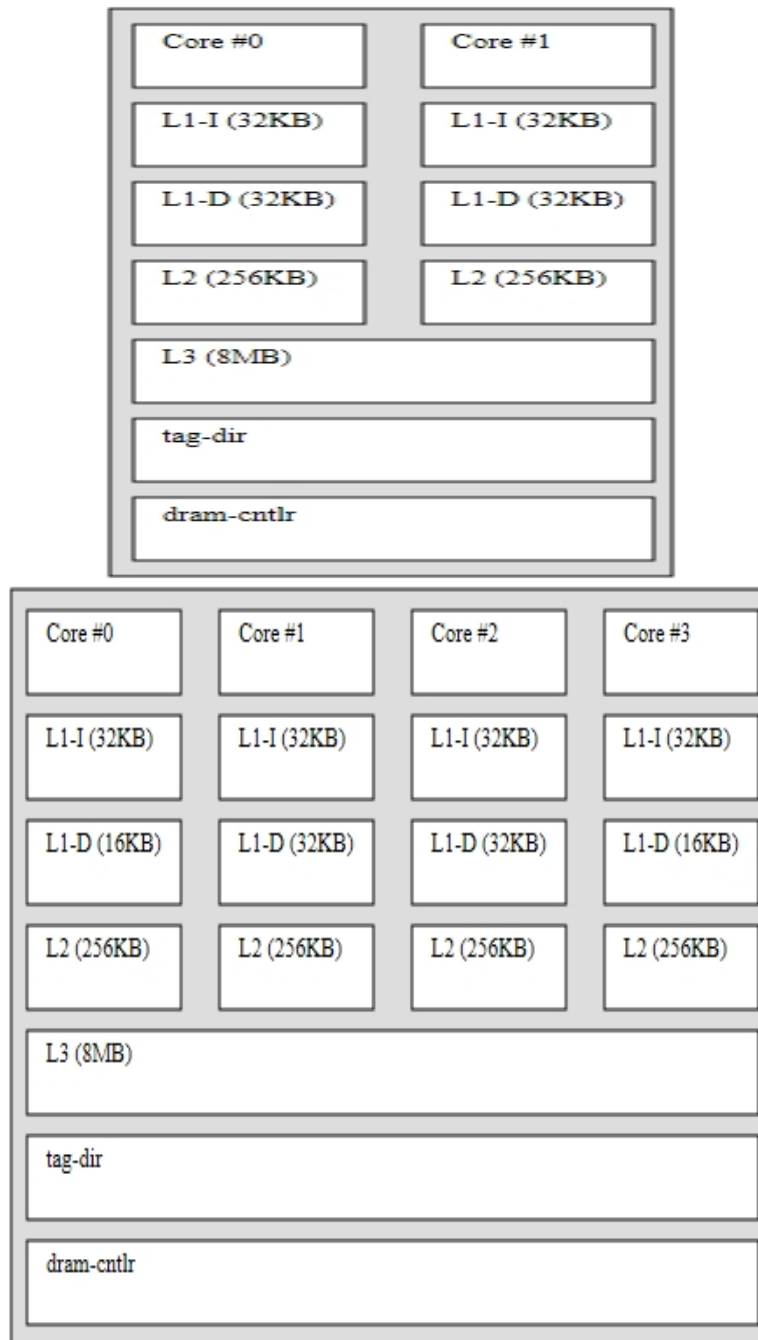 Core #0 Core #1
L1-I (32KB) L1-I (32KB)
L1-D (32KB) L1-D (32KB)
L2 (256KB) L2 (256KB)
L3 (8MB)
tag-dir
dram-cntlr
Core #0 Core #1 Core #2 Core #3
L1-I (32KB) L1-I (32KB) L1-I (32KB) L1-I (32KB)
L1-D (16KB) L1-D (32KB) L1-D (32KB) L1-D (16KB)
L2 (256KB) L2 (256KB) L2 (256KB) L2 (256KB)
L3 (8MB)
tag-dir
dram-cntlr